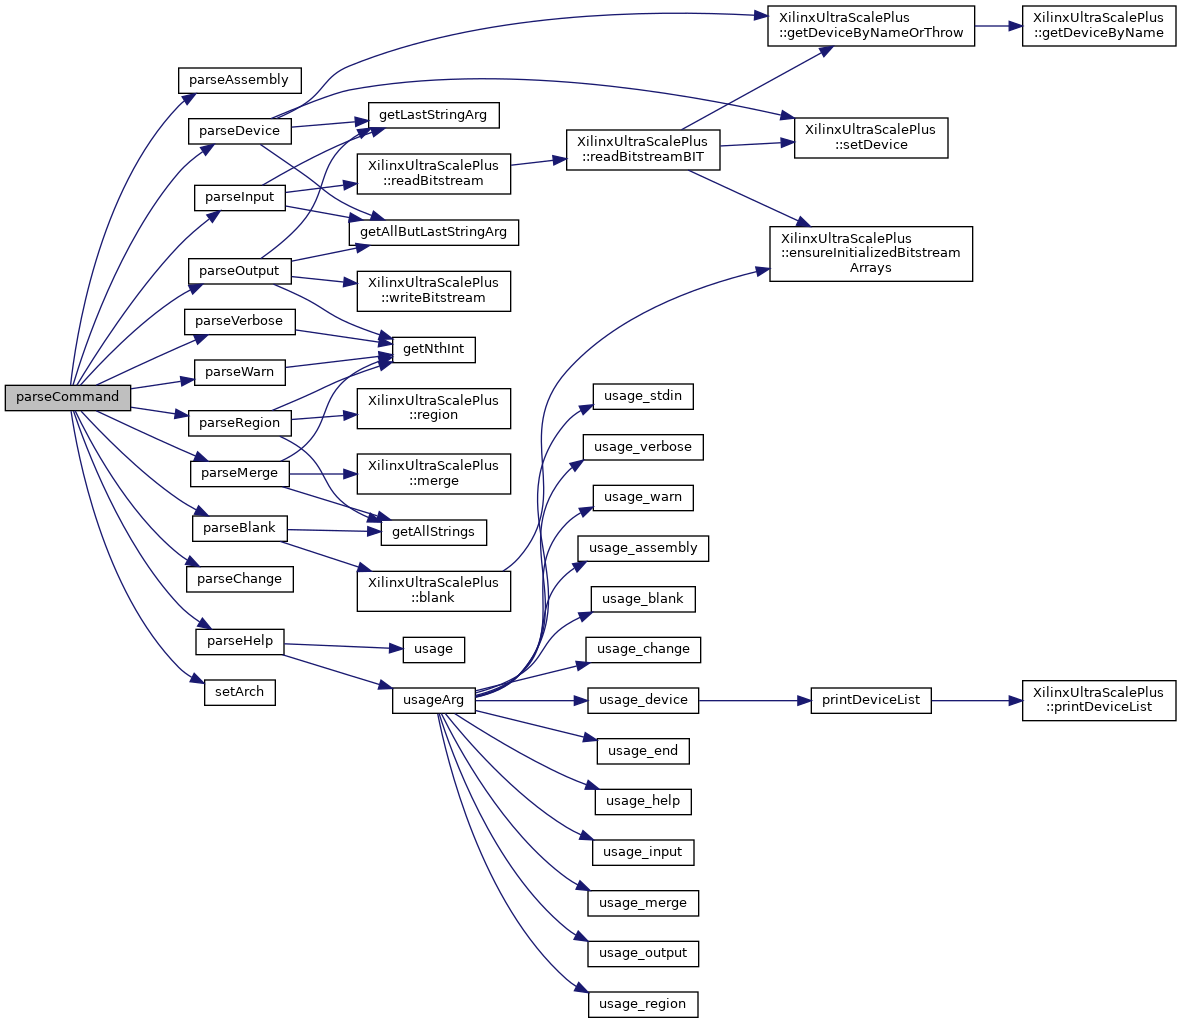 parseCommand
parseAssembly
parseDevice
parseInput
parseOutput
parseVerbose
parseWarn
parseRegion
parseMerge
parseBlank
parseChange
parseHelp
setArch
getLastStringArg
XilinxUltraScalePlus
::readBitstream
getAllButLastStringArg
XilinxUltraScalePlus
::writeBitstream
getNthInt
XilinxUltraScalePlus
::region
XilinxUltraScalePlus
::merge
getAllStrings
XilinxUltraScalePlus
::blank
usage
usageArg
XilinxUltraScalePlus
::readBitstreamBIT
usage_stdin
usage_verbose
usage_warn
usage_assembly
usage_blank
usage_change
usage_device
usage_end
usage_help
usage_input
usage_merge
usage_output
usage_region
XilinxUltraScalePlus
::getDeviceByNameOrThrow
XilinxUltraScalePlus
::setDevice
XilinxUltraScalePlus
::ensureInitializedBitstream
Arrays
printDeviceList
XilinxUltraScalePlus
::getDeviceByName
XilinxUltraScalePlus
::printDeviceList